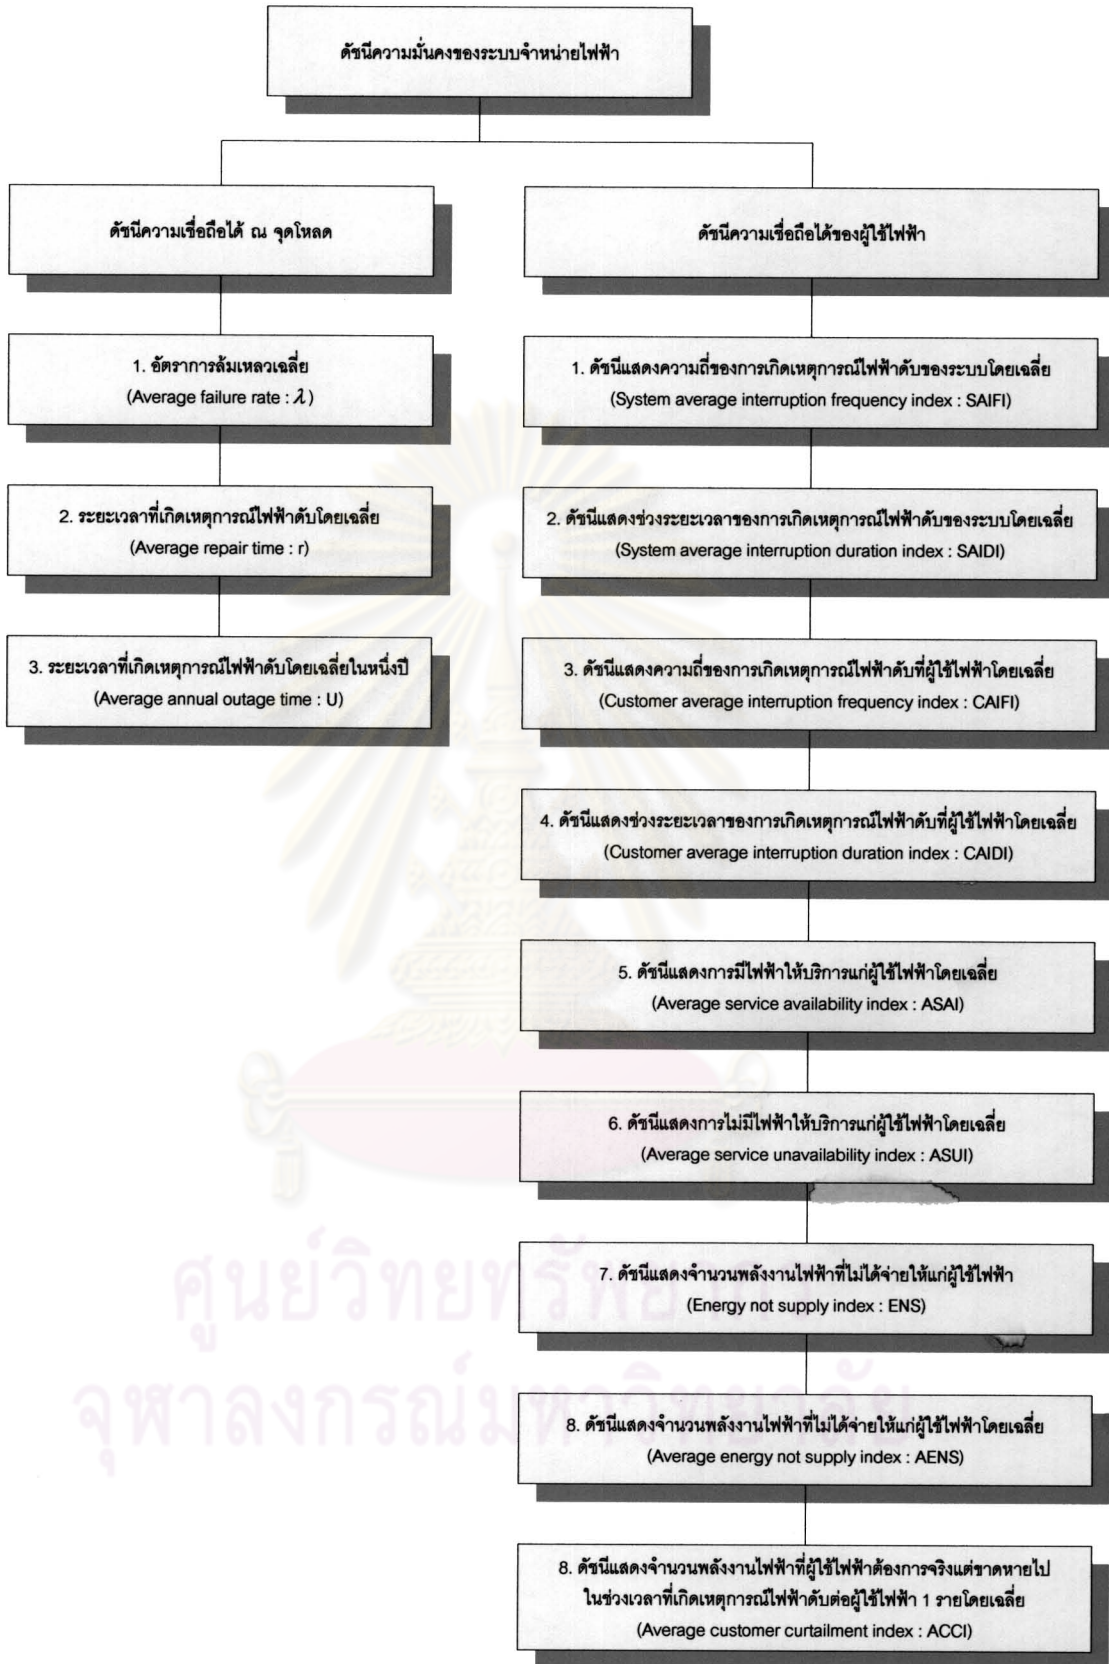 ดัชนีความมั่นคงของระบบจำหน่ายไฟฟ้า
ดัชนีความเชื่อถือได้ ณ จุดโหลด
1. อัตราการล้มเหลวเฉลี่ย
(Average failure rate : λ)
2. ระยะเวลาที่เกิดเหตุการณ์ไฟฟ้าดับโดยเฉลี่ย
(Average repair time : r)
3. ระยะเวลาที่เกิดเหตุการณ์ไฟฟ้าดับโดยเฉลี่ยในหนึ่งปี
(Average annual outage time : U)
ดัชนีความเชื่อถือได้ของผู้ใช้ไฟฟ้า
1. ดัชนีแสดงความถี่ของการเกิดเหตุการณ์ไฟฟ้าดับของระบบโดยเฉลี่ย
(System average interruption frequency index : SAIFI)
2. ดัชนีแสดงช่วงระยะเวลาของการเกิดเหตุการณ์ไฟฟ้าดับของระบบโดยเฉลี่ย
(System average interruption duration index : SAIDI)
3. ดัชนีแสดงความถี่ของการเกิดเหตุการณ์ไฟฟ้าดับที่ผู้ใช้ไฟฟ้าโดยเฉลี่ย
(Customer average interruption frequency index : CAIFI)
4. ดัชนีแสดงช่วงระยะเวลาของการเกิดเหตุการณ์ไฟฟ้าดับที่ผู้ใช้ไฟฟ้าโดยเฉลี่ย
(Customer average interruption duration index : CAIDI)
5. ดัชนีแสดงการมีไฟฟ้าให้บริการแก่ผู้ใช้ไฟฟ้าโดยเฉลี่ย
(Average service availability index : ASAI)
6. ดัชนีแสดงการไม่มีไฟฟ้าให้บริการแก่ผู้ใช้ไฟฟ้าโดยเฉลี่ย
(Average service unavailability index : ASUI)
7. ดัชนีแสดงจำนวนพลังงานไฟฟ้าที่ไม่ได้จ่ายให้แก่ผู้ใช้ไฟฟ้า
(Energy not supply index : ENS)
8. ดัชนีแสดงจำนวนพลังงานไฟฟ้าที่ไม่ได้จ่ายให้แก่ผู้ใช้ไฟฟ้าโดยเฉลี่ย
(Average energy not supply index : AENS)
8. ดัชนีแสดงจำนวนพลังงานไฟฟ้าที่ผู้ใช้ไฟฟ้าต้องการจริงแต่ขาดหายไป
ในช่วงเวลาที่เกิดเหตุการณ์ไฟฟ้าดับต่อผู้ใช้ไฟฟ้า 1 รายโดยเฉลี่ย
(Average customer curtailment index : ACCI)
ศูนย์วิทยทรัพยากร
จุฬาลงกรณ์มหาวิทยาลัย